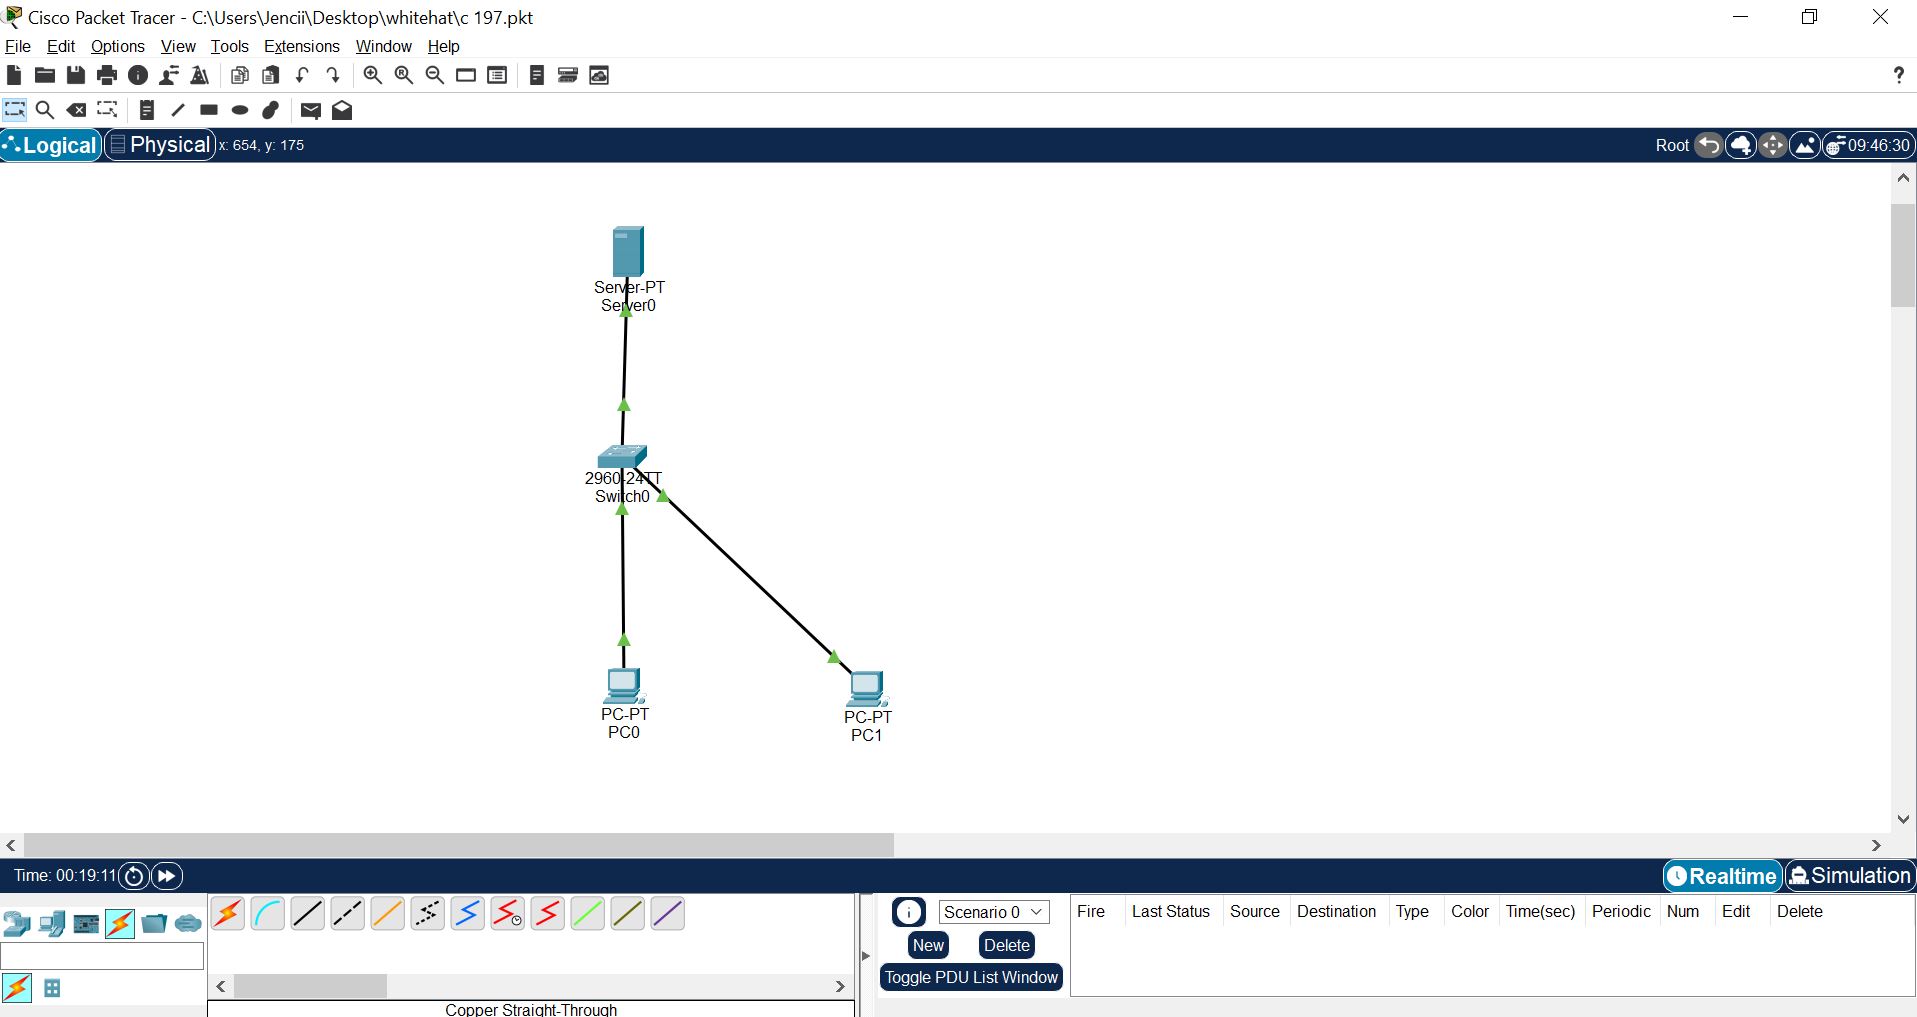 Cisco Packet Tracer - C:\Users\Jencii\Desktop\whitehat\c 197.pkt
File Edit Options View Tools Extensions Window Help
?
Logical Physical x: 654, y: 175 Root 09:46:30
Server-PT
Server0
2960-24TT
Switch0
PC-PT
PC0
PC-PT
PC1
Time: 00:19:11 Realtime Simulation
Scenario 0
New Delete
Toggle PDU List Window
Fire Last Status Source Destination Type Color Time(sec) Periodic Num Edit Delete
Copper Straight-Through